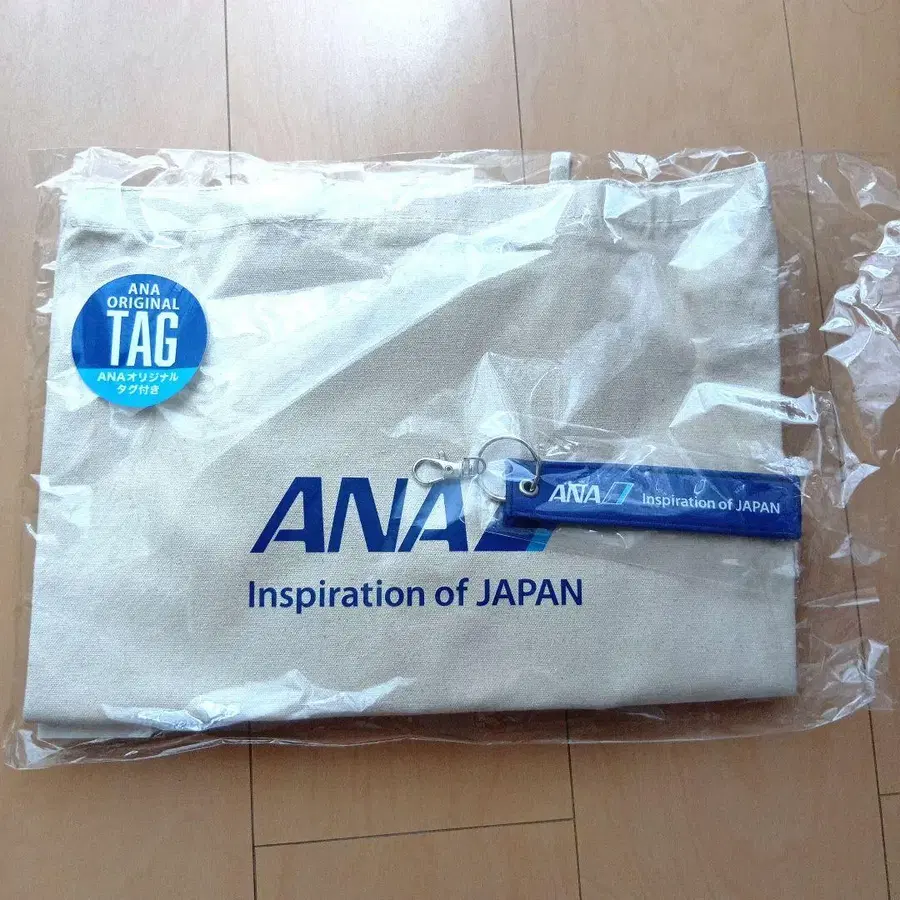 ANA
ORIGINAL
TAG
ANAオリジナル
タグ付き
ANA
Inspiration of JAPAN
ANA Inspiration of JAPAN